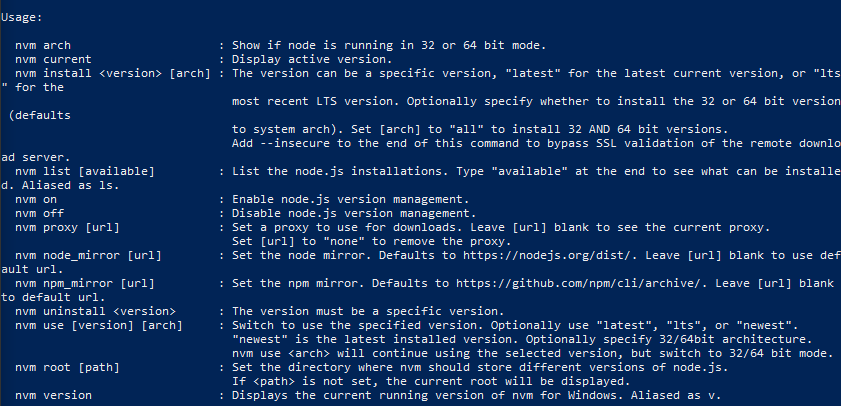 Usage:
nvm arch : Show if node is running in 32 or 64 bit mode.
nvm current : Display active version.
nvm install <version> [arch] : The version can be a specific version, "latest" for the latest current version, or "lts
" for the
most recent LTS version. Optionally specify whether to install the 32 or 64 bit version
(defaults
to system arch). Set [arch] to "all" to install 32 AND 64 bit versions.
Add --insecure to the end of this command to bypass SSL validation of the remote downlo
ad server.
nvm list [available] : List the node.js installations. Type "available" at the end to see what can be installe
d. Aliased as ls.
nvm on : Enable node.js version management.
nvm off : Disable node.js version management.
nvm proxy [url] : Set a proxy to use for downloads. Leave [url] blank to see the current proxy.
Set [url] to "none" to remove the proxy.
nvm node_mirror [url] : Set the node mirror. Defaults to https://nodejs.org/dist/. Leave [url] blank to use def
ault url.
nvm npm_mirror [url] : Set the npm mirror. Defaults to https://github.com/npm/cli/archive/. Leave [url] blank
to default url.
nvm uninstall <version> : The version must be a specific version.
nvm use [version] [arch] : Switch to use the specified version. Optionally use "latest", "lts", or "newest".
"newest" is the latest installed version. Optionally specify 32/64bit architecture.
nvm use <arch> will continue using the selected version, but switch to 32/64 bit mode.
nvm root [path] : Set the directory where nvm should store different versions of node.js.
If <path> is not set, the current root will be displayed.
nvm version : Displays the current running version of nvm for Windows. Aliased as v.